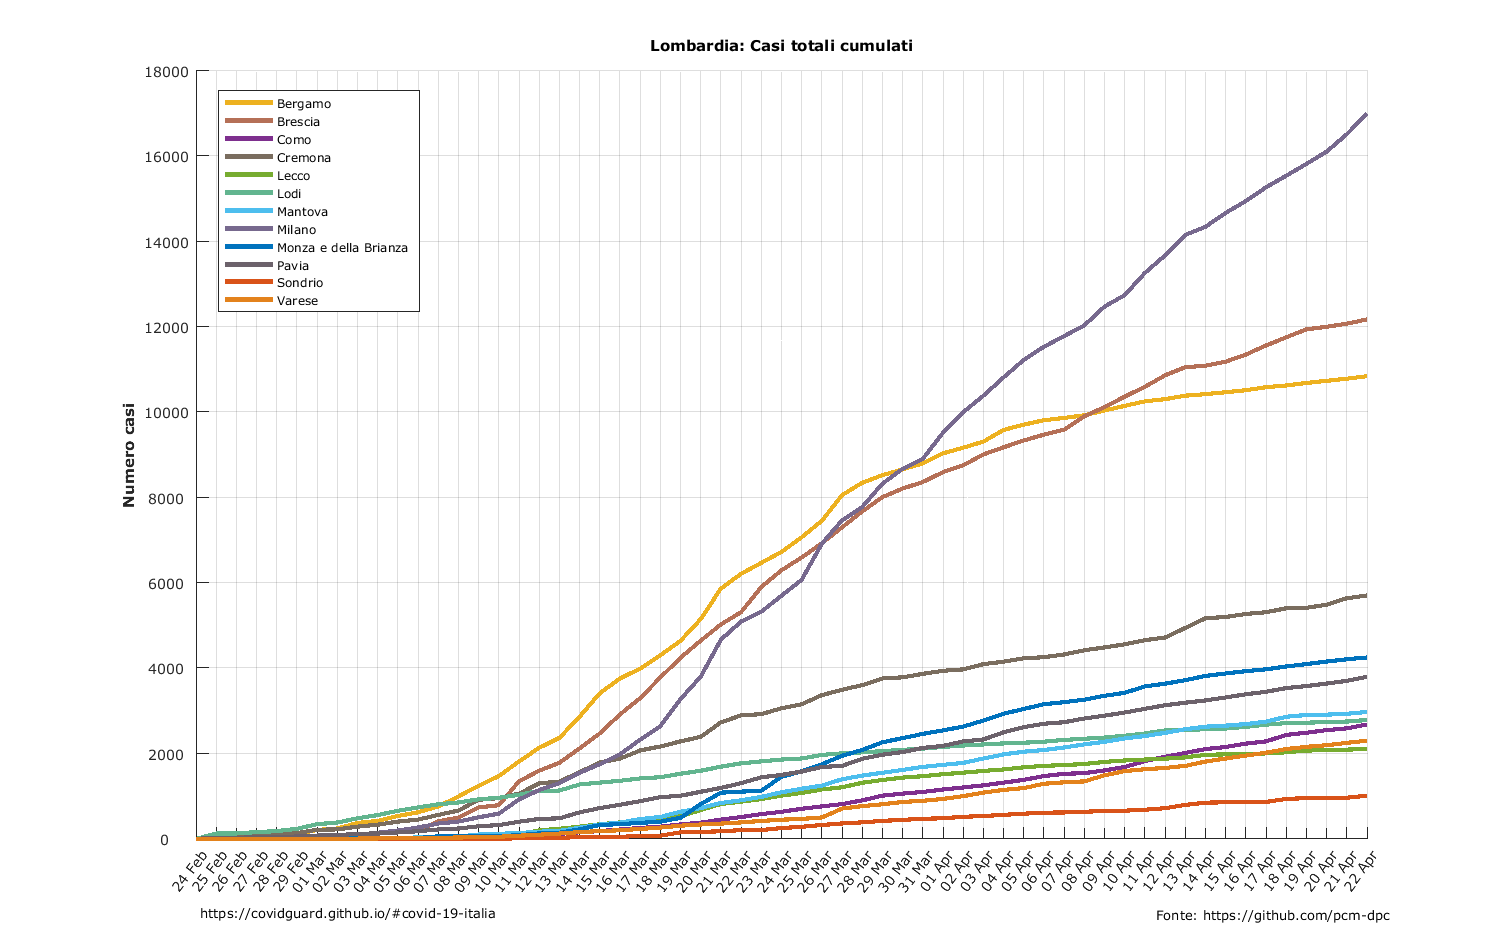 Lombardia: Casi totali cumulati
Numero casi
18000
16000
14000
12000
10000
8000
6000
4000
2000
0
Bergamo
Brescia
Como
Cremona
Lecco
Lodi
Mantova
Milano
Monza e della Brianza
Pavia
Sondrio
Varese
24 Feb
25 Feb
26 Feb
27 Feb
28 Feb
29 Feb
01 Mar
02 Mar
03 Mar
04 Mar
05 Mar
06 Mar
07 Mar
08 Mar
09 Mar
10 Mar
11 Mar
12 Mar
13 Mar
14 Mar
15 Mar
16 Mar
17 Mar
18 Mar
19 Mar
20 Mar
21 Mar
22 Mar
23 Mar
24 Mar
25 Mar
26 Mar
27 Mar
28 Mar
29 Mar
30 Mar
31 Mar
01 Apr
02 Apr
03 Apr
04 Apr
05 Apr
06 Apr
07 Apr
08 Apr
09 Apr
10 Apr
11 Apr
12 Apr
13 Apr
14 Apr
15 Apr
16 Apr
17 Apr
18 Apr
19 Apr
20 Apr
21 Apr
22 Apr
https://covidguard.github.io/#covid-19-italia
Fonte: https://github.com/pcm-dpc